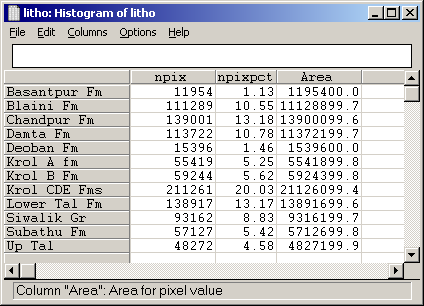 litho: Histogram of litho
File Edit Columns Options Help
npix npixpct Area
Basantpur Fm 11954 1.13 1195400.0
Blaini Fm 111289 10.55 11128899.7
Chandpur Fm 139001 13.18 13900099.6
Damta Fm 113722 10.78 11372199.7
Deoban Fm 15396 1.46 1539600.0
Krol A fm 55419 5.25 5541899.8
Krol B Fm 59244 5.62 5924399.8
Krol CDE Fms 211261 20.03 21126099.4
Lower Tal Fm 138917 13.17 13891699.6
Siwalik Gr 93162 8.83 9316199.7
Subathu Fm 57127 5.42 5712699.8
Up Tal 48272 4.58 4827199.9
Column "Area": Area for pixel value